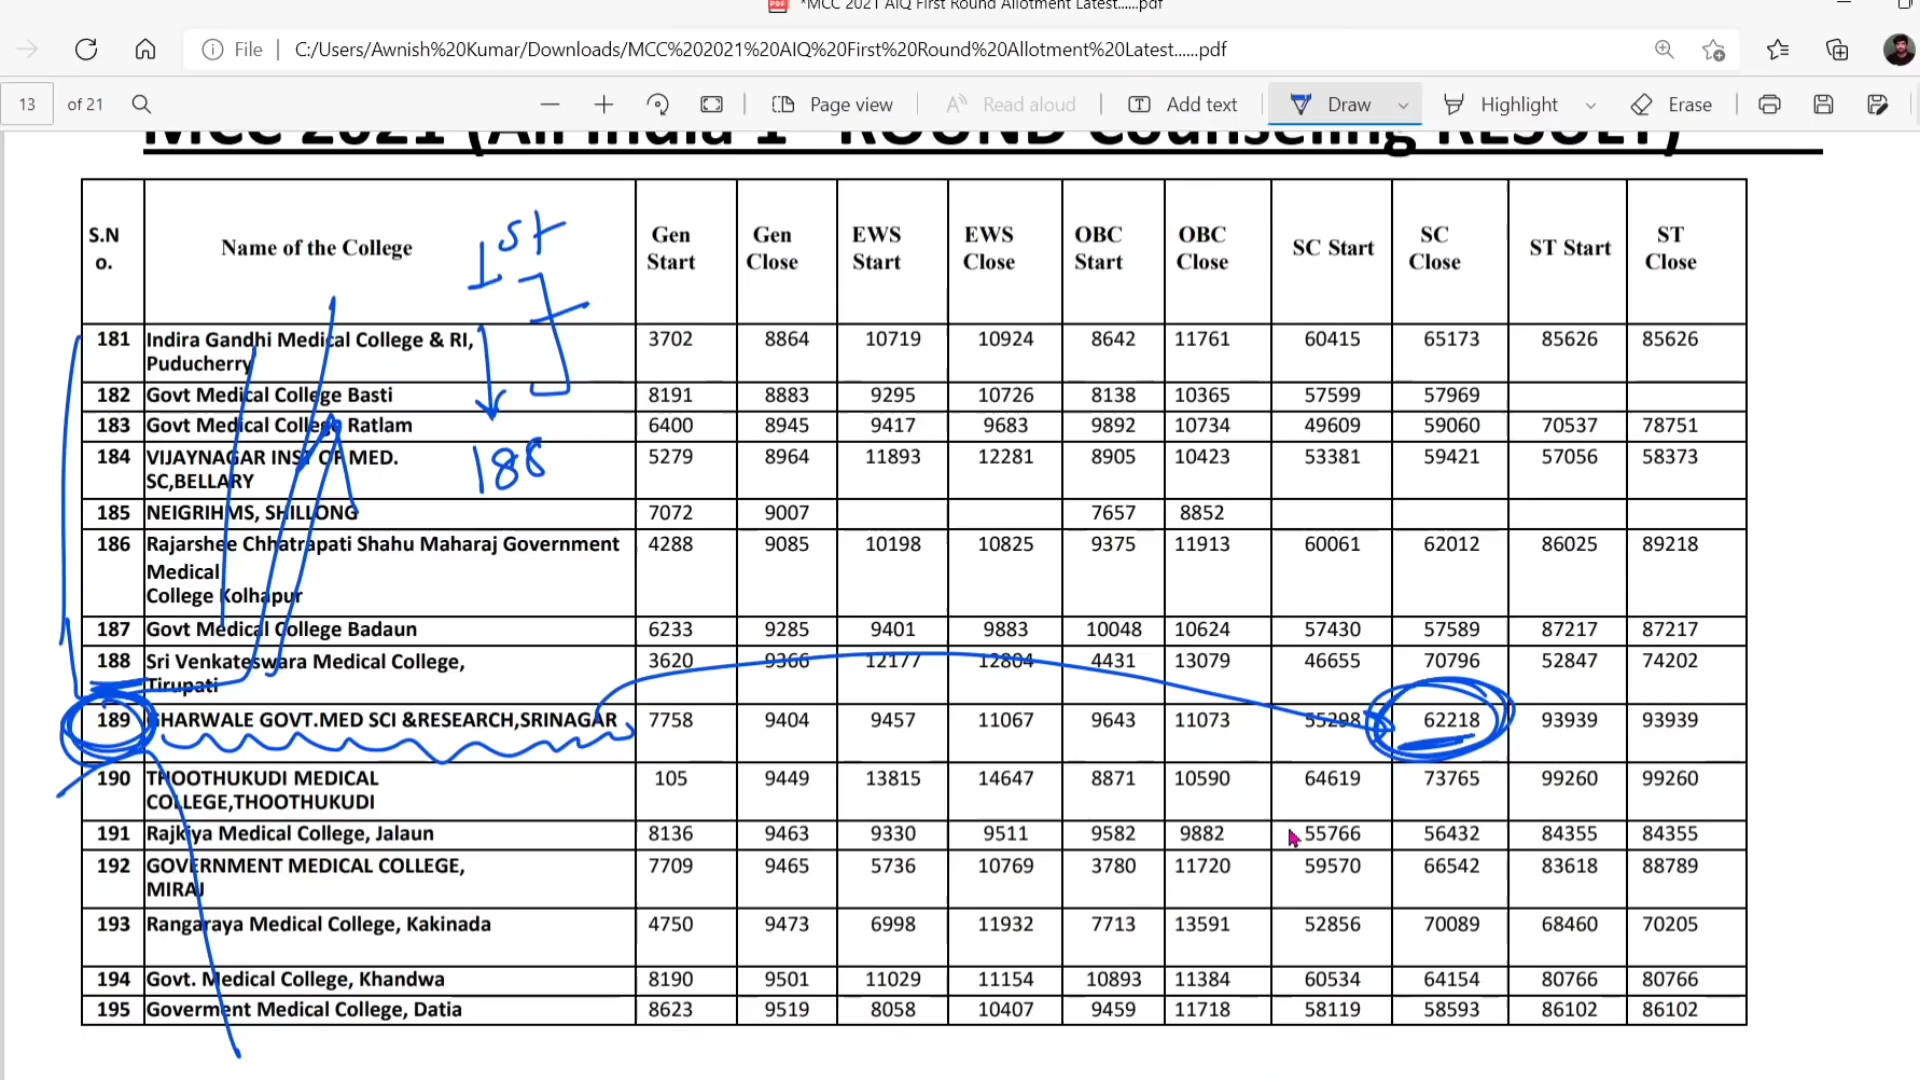 *MCC 2021 AIQ First Round Allotment Latest......pdf
File | C:/Users/Awnish%20Kumar/Downloads/MCC%202021%20AIQ%20First%20Round%20Allotment%20Latest......pdf
13 of 21 Page view Read aloud Add text Draw Highlight Erase
MCC 2021 (All India 1 ROUND Counselling RESULT)
S.N Name of the College Gen Gen EWS EWS OBC OBC SC Start SC ST Start ST
o. Start Close Start Close Start Close Close Close
1st
181 Indira Gandhi Medical College & RI, 3702 8864 10719 10924 8642 11761 60415 65173 85626 85626
Puducherry
182 Govt Medical College Basti 8191 8883 9295 10726 8138 10365 57599 57969
183 Govt Medical College Ratlam 6400 8945 9417 9683 9892 10734 49609 59060 70537 78751
188
184 VIJAYNAGAR INST OF MED. 5279 8964 11893 12281 8905 10423 53381 59421 57056 58373
SC,BELLARY
185 NEIGRIHMS, SHILLONG 7072 9007 7657 8852
186 Rajarshee Chhatrapati Shahu Maharaj Government 4288 9085 10198 10825 9375 11913 60061 62012 86025 89218
Medical
College Kolhapur
187 Govt Medical College Badaun 6233 9285 9401 9883 10048 10624 57430 57589 87217 87217
188 Sri Venkateswara Medical College, 3620 9366 12177 12804 4431 13079 46655 70796 52847 74202
Tirupati
189 GHARWALE GOVT.MED SCI &RESEARCH,SRINAGAR 7758 9404 9457 11067 9643 11073 55298 62218 93939 93939
190 THOOTHUKUDI MEDICAL 105 9449 13815 14647 8871 10590 64619 73765 99260 99260
COLLEGE,THOOTHUKUDI
191 Rajkiya Medical College, Jalaun 8136 9463 9330 9511 9582 9882 55766 56432 84355 84355
192 GOVERNMENT MEDICAL COLLEGE, 7709 9465 5736 10769 3780 11720 59570 66542 83618 88789
MIRAJ
193 Rangaraya Medical College, Kakinada 4750 9473 6998 11932 7713 13591 52856 70089 68460 70205
194 Govt. Medical College, Khandwa 8190 9501 11029 11154 10893 11384 60534 64154 80766 80766
195 Goverment Medical College, Datia 8623 9519 8058 10407 9459 11718 58119 58593 86102 86102